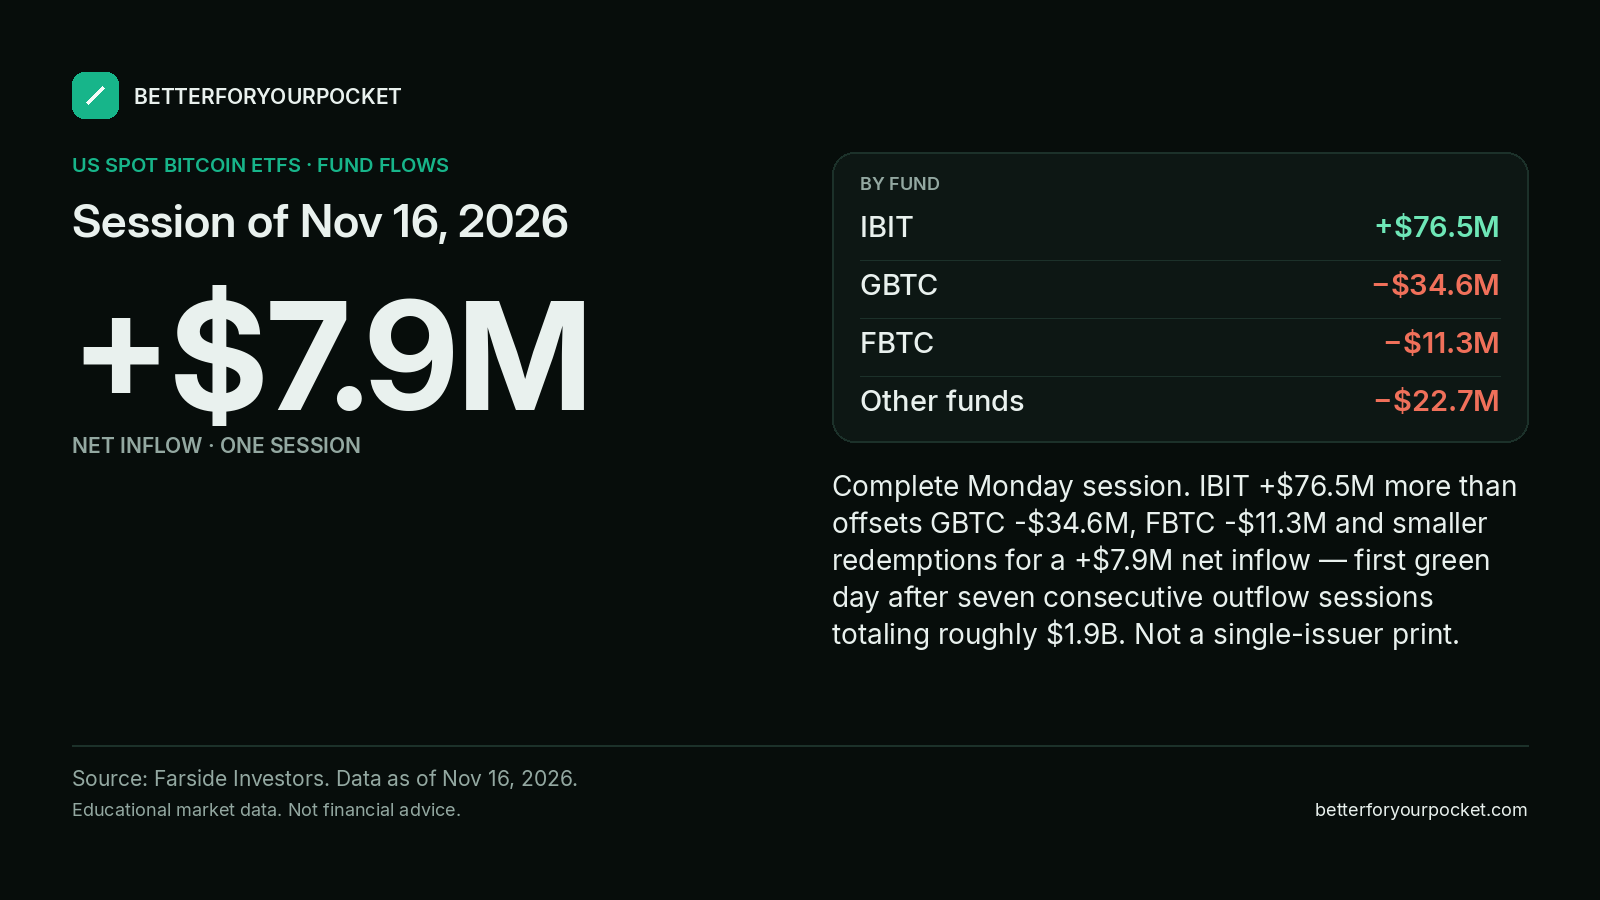 BETTERFORYOURPOCKET
US SPOT BITCOIN ETFS · FUND FLOWS
Session of Nov 16, 2026
+$7.9M
NET INFLOW · ONE SESSION
BY FUND
IBIT +$76.5M
GBTC −$34.6M
FBTC −$11.3M
Other funds −$22.7M
Complete Monday session. IBIT +$76.5M more than
offsets GBTC -$34.6M, FBTC -$11.3M and smaller
redemptions for a +$7.9M net inflow — first green
day after seven consecutive outflow sessions
totaling roughly $1.9B. Not a single-issuer print.
Source: Farside Investors. Data as of Nov 16, 2026.
Educational market data. Not financial advice.
betterforyourpocket.com